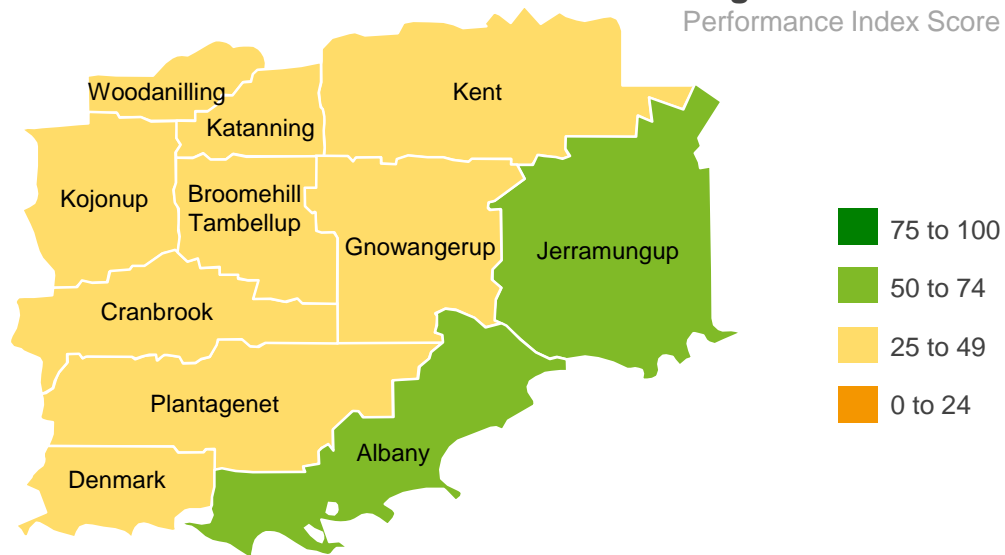 Performance Index Score
Woodanilling
Kent
Katanning
Kojonup
Broomehill
Tambellup
Gnowangerup
Jerramungup
Cranbrook
Plantagenet
Albany
Denmark
75 to 100
50 to 74
25 to 49
0 to 24